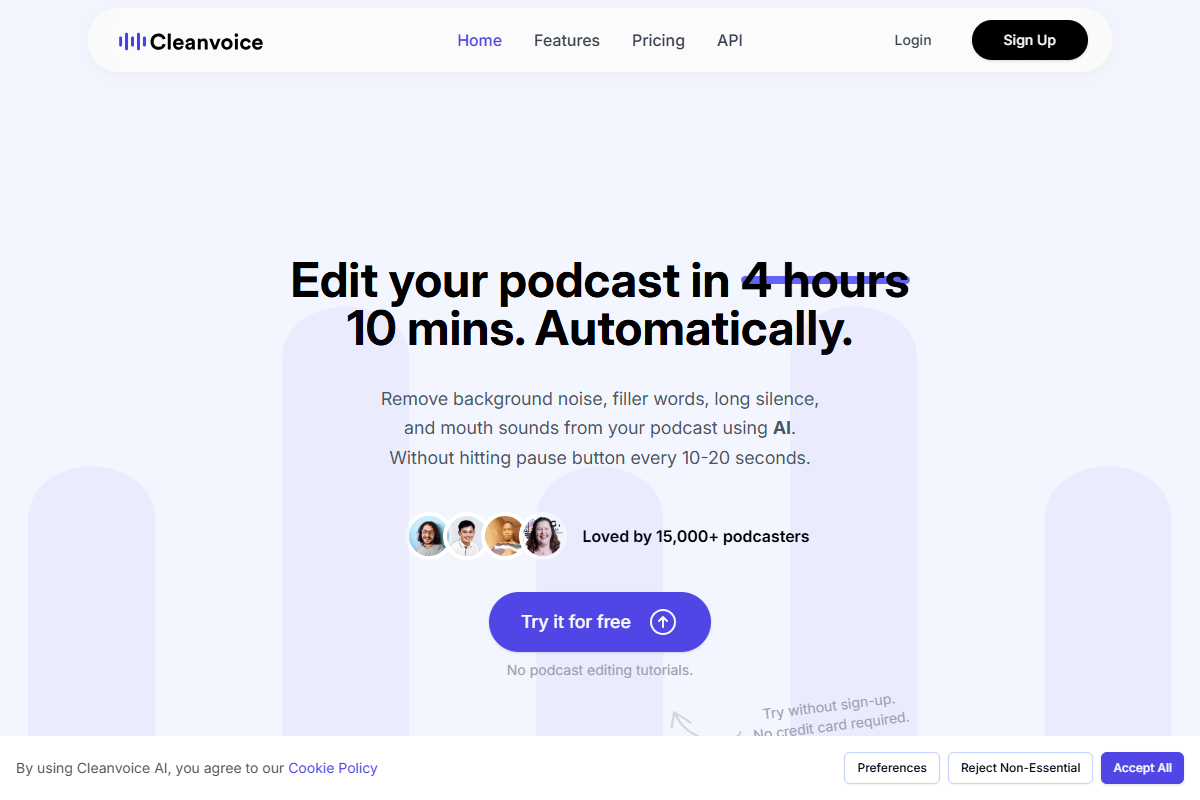 Cleanvoice
Home
Features
Pricing
API
Login
Sign Up
Edit your podcast in 4 hours
10 mins. Automatically.
Remove background noise, filler words, long silence,
and mouth sounds from your podcast using AI.
Without hitting pause button every 10-20 seconds.
Loved by 15,000+ podcasters
Try it for free
No podcast editing tutorials.
Try without sign-up.
No credit card required.
By using Cleanvoice AI, you agree to our Cookie Policy
Preferences
Reject Non-Essential
Accept All